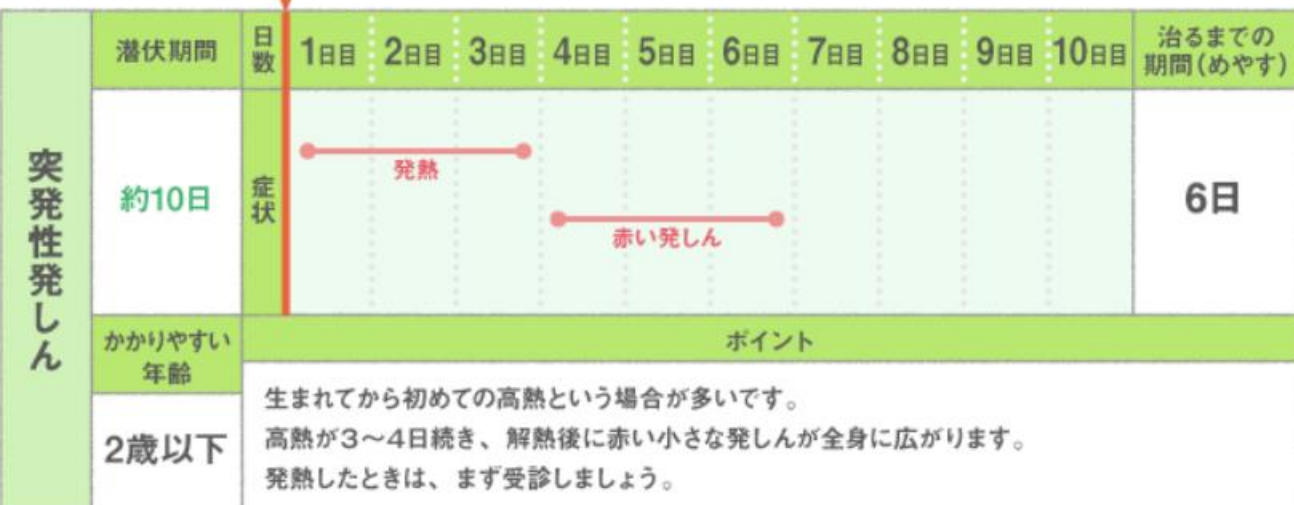 突発性発しん
潜伏期間
日数
1日目 2日目 3日目 4日目 5日目 6日目 7日目 8日目 9日目 10日目
治るまでの
期間(めやす)
約10日
症状
発熱
赤い発しん
6日
かかりやすい
年齢
ポイント
2歳以下
生まれてから初めての高熱という場合が多いです。
高熱が3〜4日続き、解熱後に赤い小さな発しんが全身に広がります。
発熱したときは、まず受診しましょう。